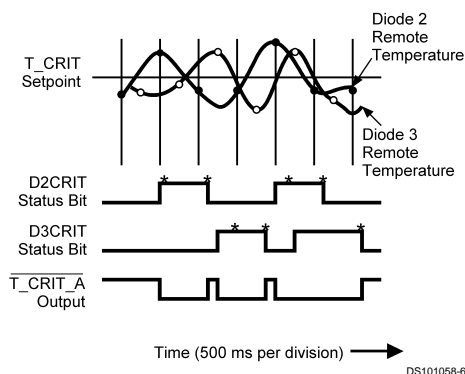 Diode 2
Remote
Temperature
T_CRIT
Setpoint
Diode 3
Remote
Temperature
D2CRIT
Status Bit
* * * *
D3CRIT
Status Bit
* * *
T_CRIT_A
Output
Time (500 ms per division)
DS101058-6